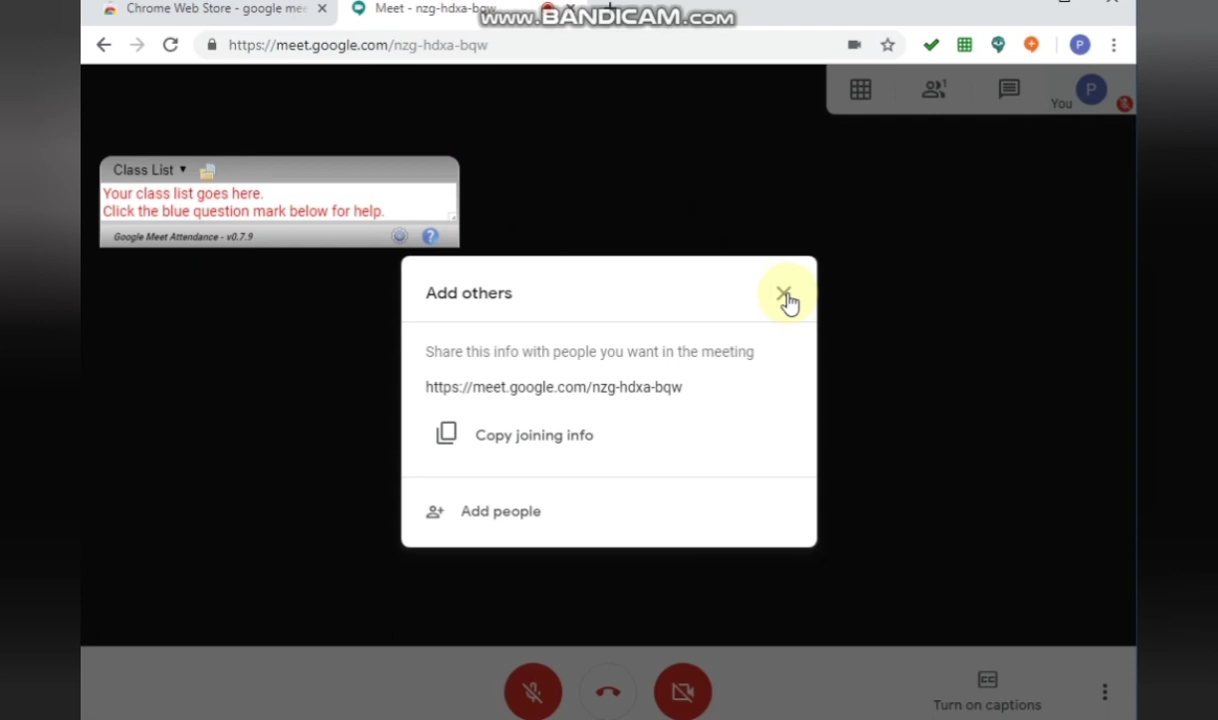 Chrome Web Store - google mee
Meet - nzg-hdxa-bqw
www.BANDICAM.com
https://meet.google.com/nzg-hdxa-bqw
P
1
You
P
Class List ▼
Your class list goes here.
Click the blue question mark below for help.
Google Meet Attendance - v0.7.9
?
Add others
Share this info with people you want in the meeting
https://meet.google.com/nzg-hdxa-bqw
Copy joining info
Add people
CC
Turn on captions